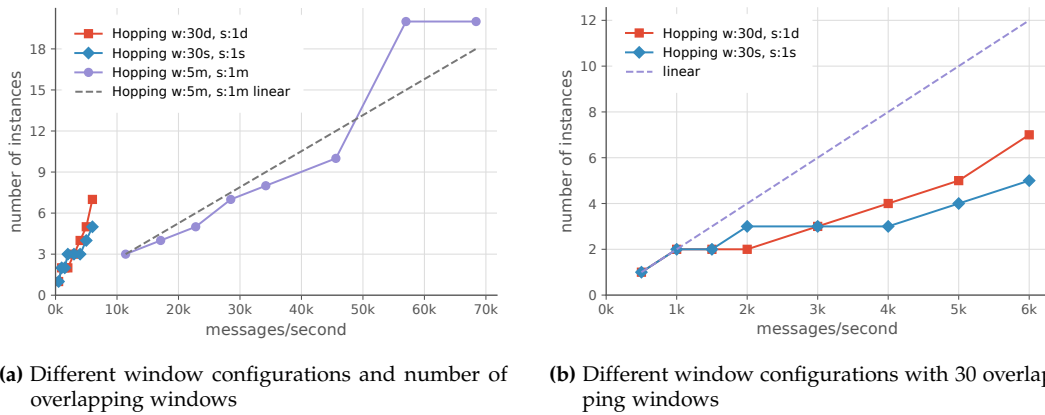 Hopping w:30d, s:1d
Hopping w:30s, s:1s
Hopping w:5m, s:1m
Hopping w:5m, s:1m linear
number of instances
18
15
12
9
6
3
0
0k 10k 20k 30k 40k 50k 60k 70k
messages/second
(a) Different window configurations and number of
overlapping windows
Hopping w:30d, s:1d
Hopping w:30s, s:1s
linear
number of instances
12
10
8
6
4
2
0
0k 1k 2k 3k 4k 5k 6k
messages/second
(b) Different window configurations with 30 overlap
ping windows